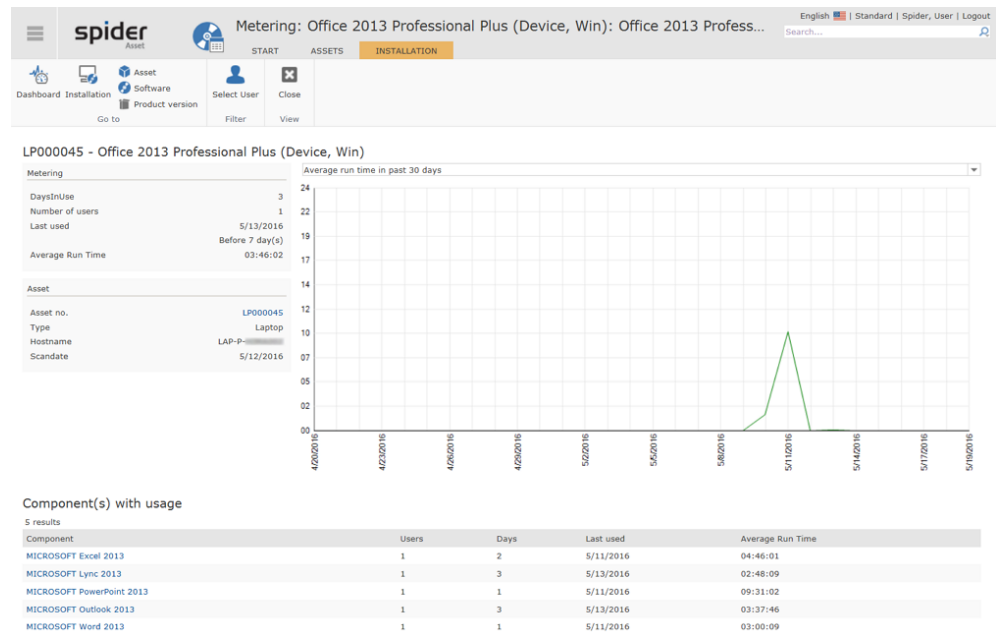 English | Standard | Spider, User | Logout
spider
Asset
Metering: Office 2013 Professional Plus (Device, Win): Office 2013 Profess...
Search...
START ASSETS INSTALLATION
Dashboard Installation Asset Software Product version Select User Close
Go to Filter View
LP000045 - Office 2013 Professional Plus (Device, Win)
Metering
DaysInUse 3
Number of users 1
Last used 5/13/2016
Before 7 day(s)
Average Run Time 03:46:02
Asset
Asset no. LP000045
Type Laptop
Hostname LAP-P-
Scandate 5/12/2016
Average run time in past 30 days
24
22
19
17
14
12
10
07
05
02
00
4/20/2016 4/23/2016 4/26/2016 4/29/2016 5/2/2016 5/5/2016 5/8/2016 5/11/2016 5/14/2016 5/17/2016 5/19/2016
Component(s) with usage
5 results
Component Users Days Last used Average Run Time
MICROSOFT Excel 2013 1 2 5/11/2016 04:46:01
MICROSOFT Lync 2013 1 3 5/13/2016 02:48:09
MICROSOFT PowerPoint 2013 1 1 5/11/2016 09:31:02
MICROSOFT Outlook 2013 1 3 5/13/2016 03:37:46
MICROSOFT Word 2013 1 1 5/11/2016 03:00:09